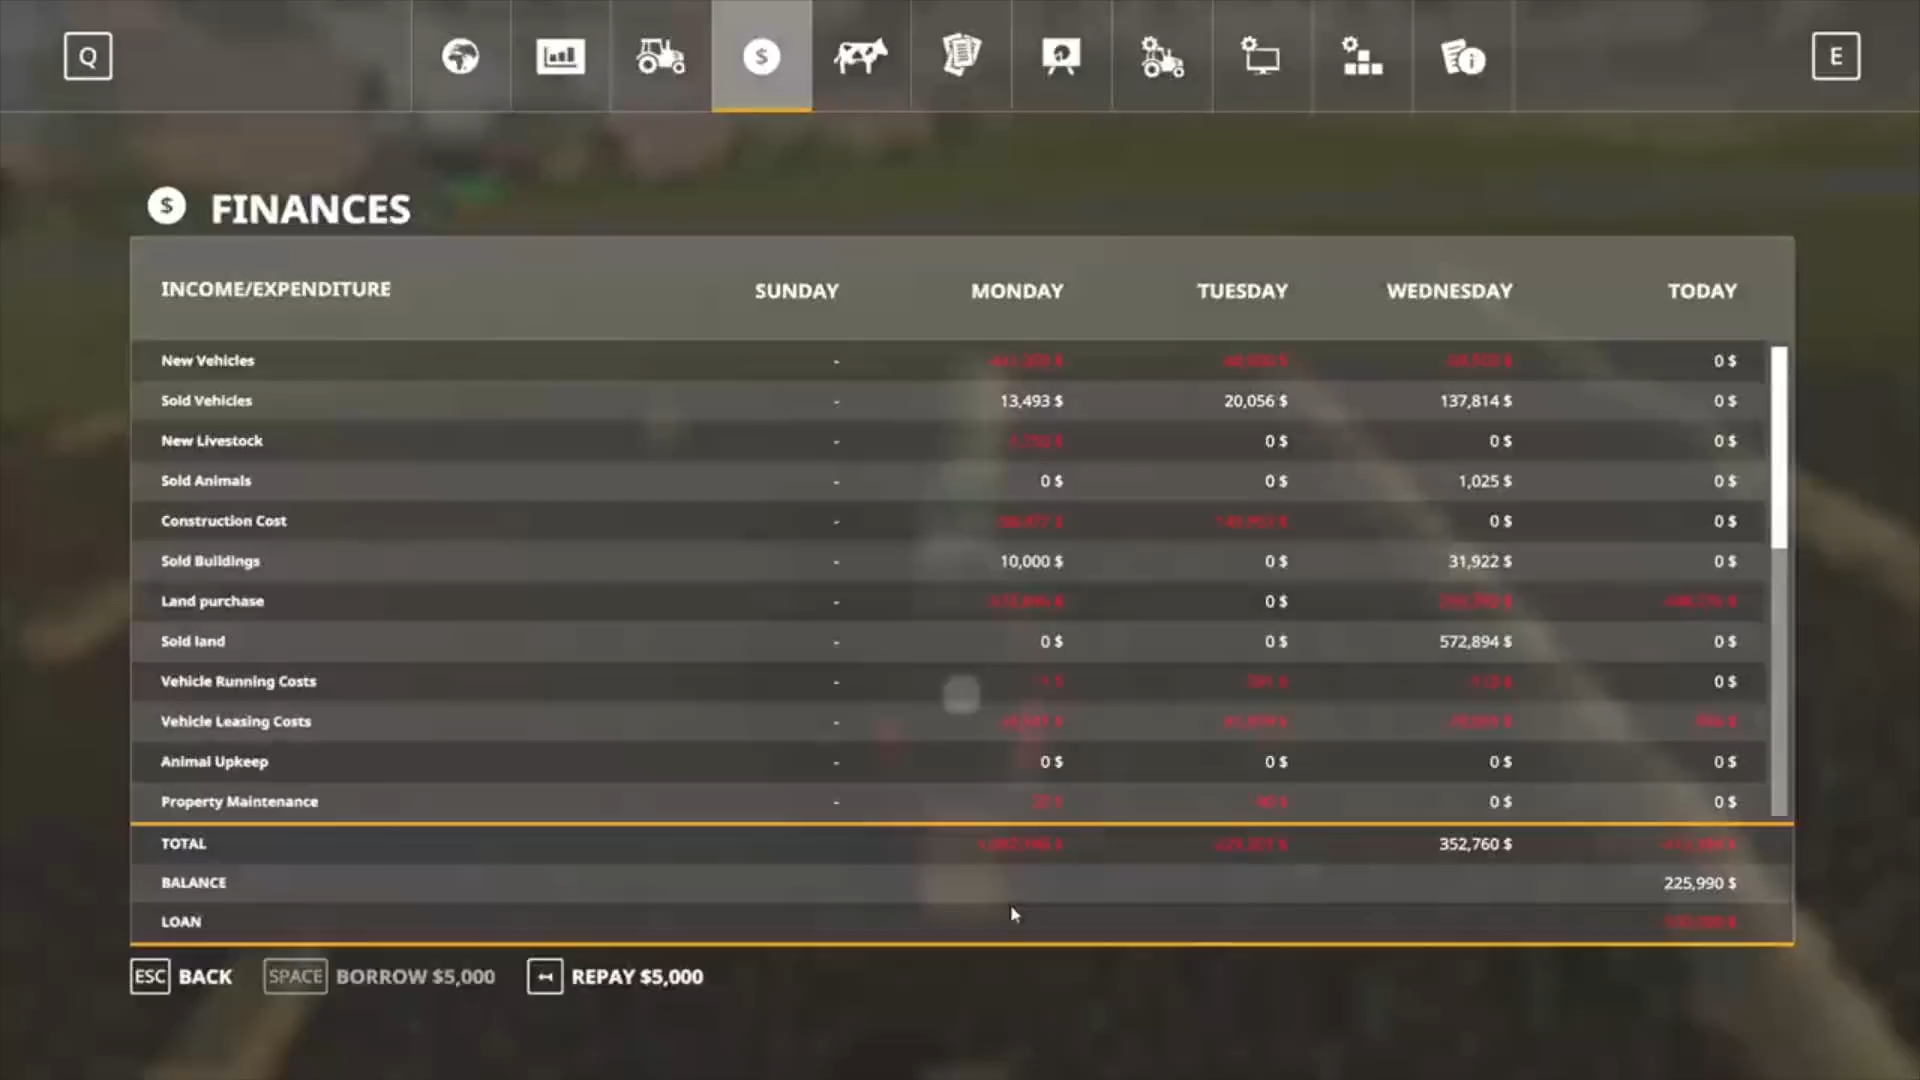 Q
E
FINANCES
INCOME/EXPENDITURE SUNDAY MONDAY TUESDAY WEDNESDAY TODAY
New Vehicles - 0 $
Sold Vehicles - 13,493 $ 20,056 $ 137,814 $ 0 $
New Livestock - 0 $ 0 $ 0 $
Sold Animals - 0 $ 0 $ 1,025 $ 0 $
Construction Cost - 0 $ 0 $
Sold Buildings - 10,000 $ 0 $ 31,922 $ 0 $
Land purchase - 0 $
Sold land - 0 $ 0 $ 572,894 $ 0 $
Vehicle Running Costs - 0 $
Vehicle Leasing Costs -
Animal Upkeep - 0 $ 0 $ 0 $ 0 $
Property Maintenance - 0 $ 0 $
TOTAL 352,760 $
BALANCE 225,990 $
LOAN
ESC BACK SPACE BORROW $5,000 REPAY $5,000